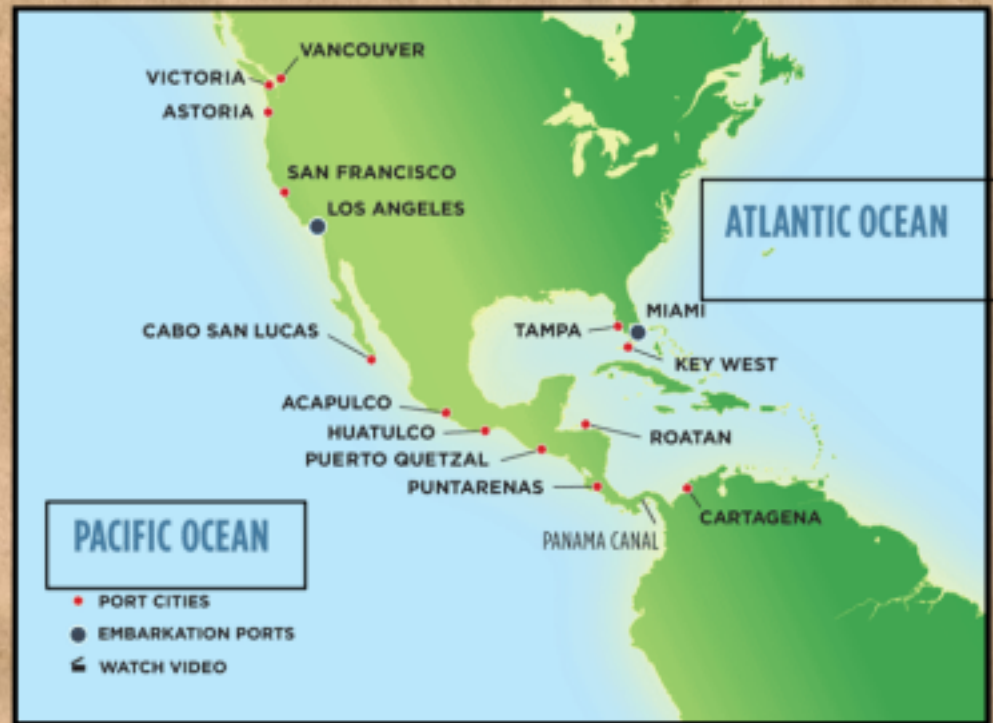 VANCOUVER
VICTORIA
ASTORIA
SAN FRANCISCO
LOS ANGELES
ATLANTIC OCEAN
MIAMI
TAMPA
CABO SAN LUCAS
KEY WEST
ACAPULCO
HUATULCO
ROATAN
PUERTO QUETZAL
PUNTARENAS
CARTAGENA
PANAMA CANAL
PACIFIC OCEAN
PORT CITIES
EMBARKATION PORTS
WATCH VIDEO